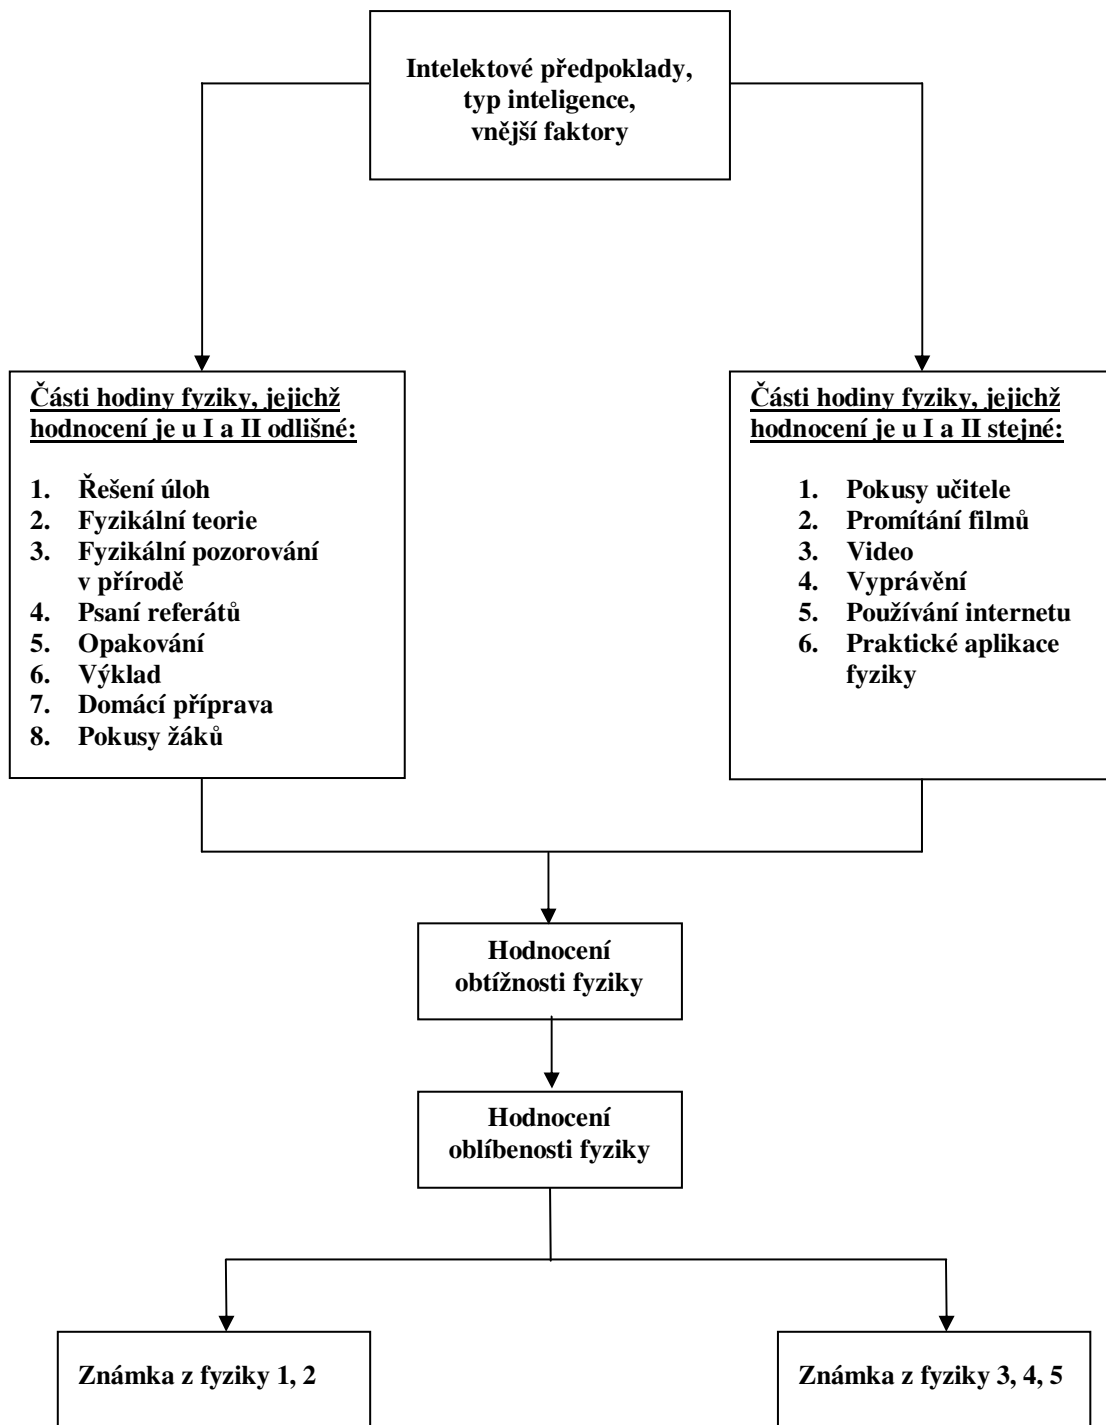 Intelektové předpoklady,
typ inteligence,
vnější faktory
Části hodiny fyziky, jejichž
hodnocení je u I a II odlišné:
1. Řešení úloh
2. Fyzikální teorie
3. Fyzikální pozorování
v přírodě
4. Psaní referátů
5. Opakování
6. Výklad
7. Domácí příprava
8. Pokusy žáků
Části hodiny fyziky, jejichž
hodnocení je u I a II stejné:
1. Pokusy učitele
2. Promítání filmů
3. Video
4. Vyprávění
5. Používání internetu
6. Praktické aplikace
fyziky
Hodnocení
obtížnosti fyziky
Hodnocení
oblíbenosti fyziky
Známka z fyziky 1, 2
Známka z fyziky 3, 4, 5